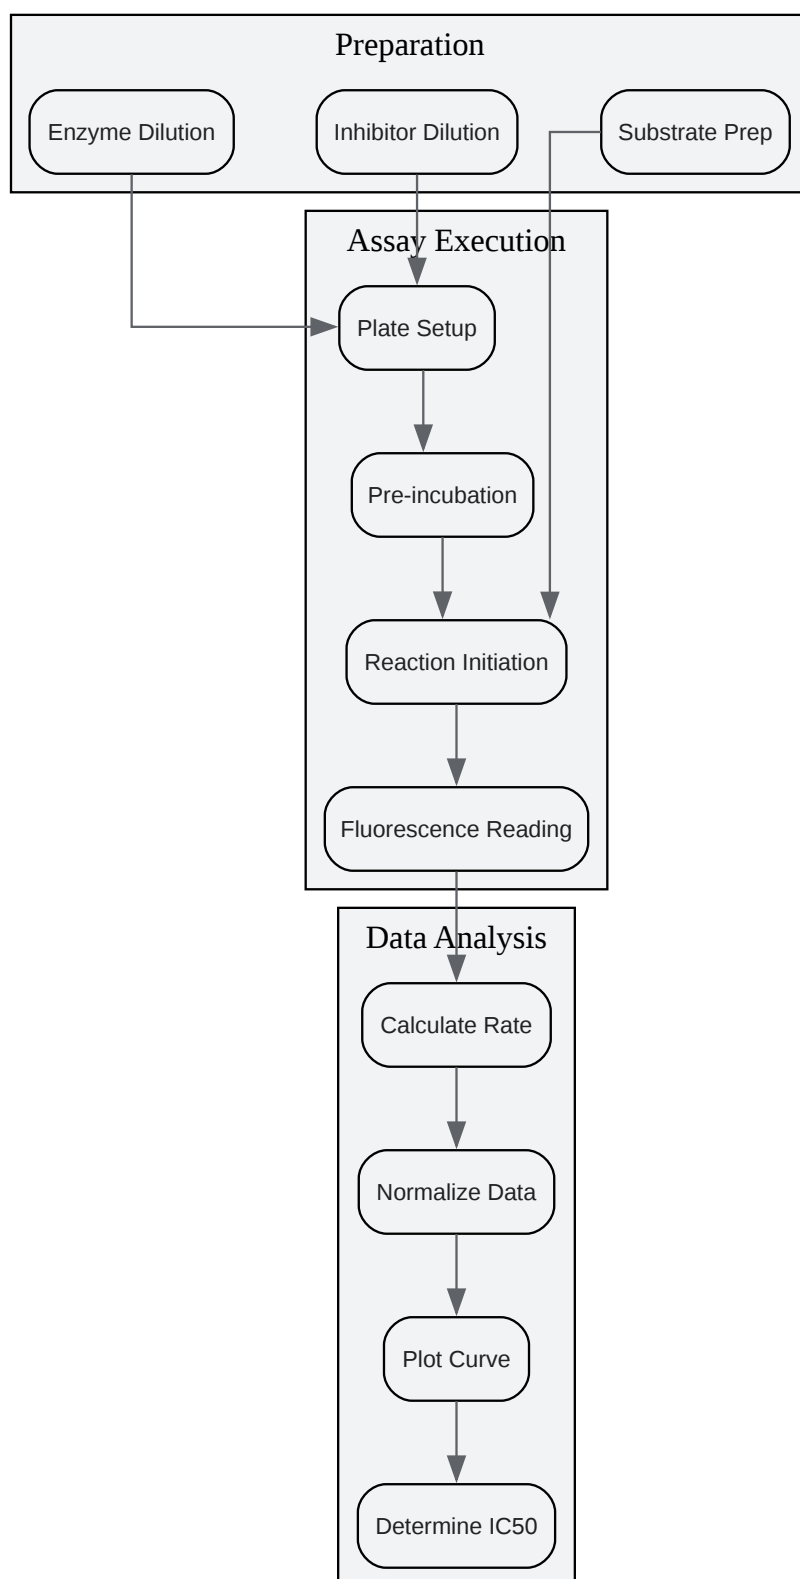 Preparation
Enzyme Dilution
Inhibitor Dilution
Substrate Prep
Assay Execution
Plate Setup
Pre-incubation
Reaction Initiation
Fluorescence Reading
Data Analysis
Calculate Rate
Normalize Data
Plot Curve
Determine IC50